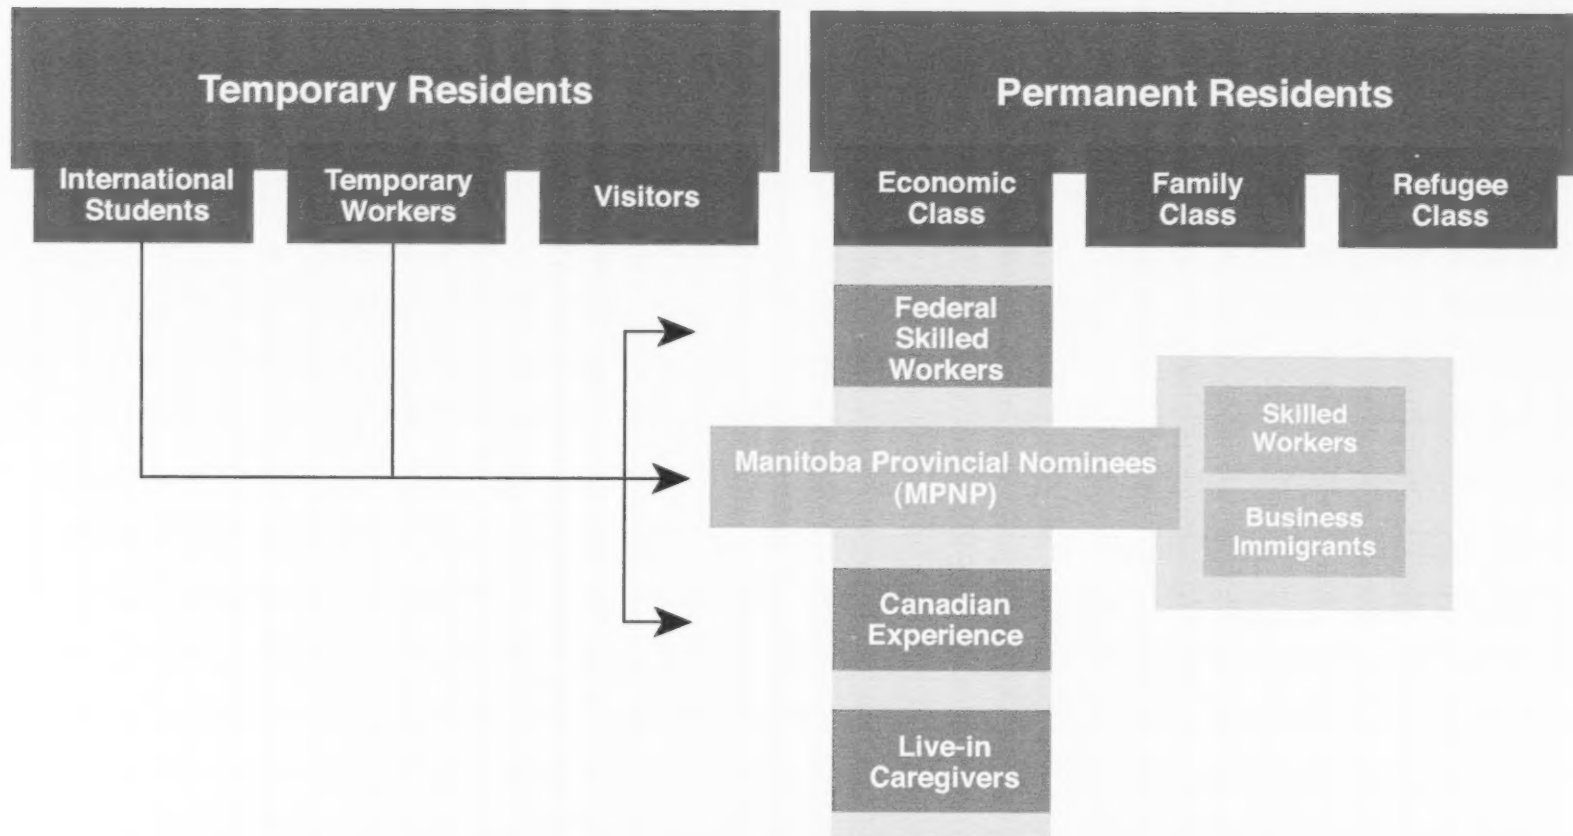 Temporary Residents
International
Students
Temporary
Workers
Visitors
Permanent Residents
Economic
Class
Family
Class
Refugee
Class
Federal
Skilled
Workers
Manitoba Provincial Nominees
(MPNP)
Skilled
Workers
Business
Immigrants
Canadian
Experience
Live-in
Caregivers